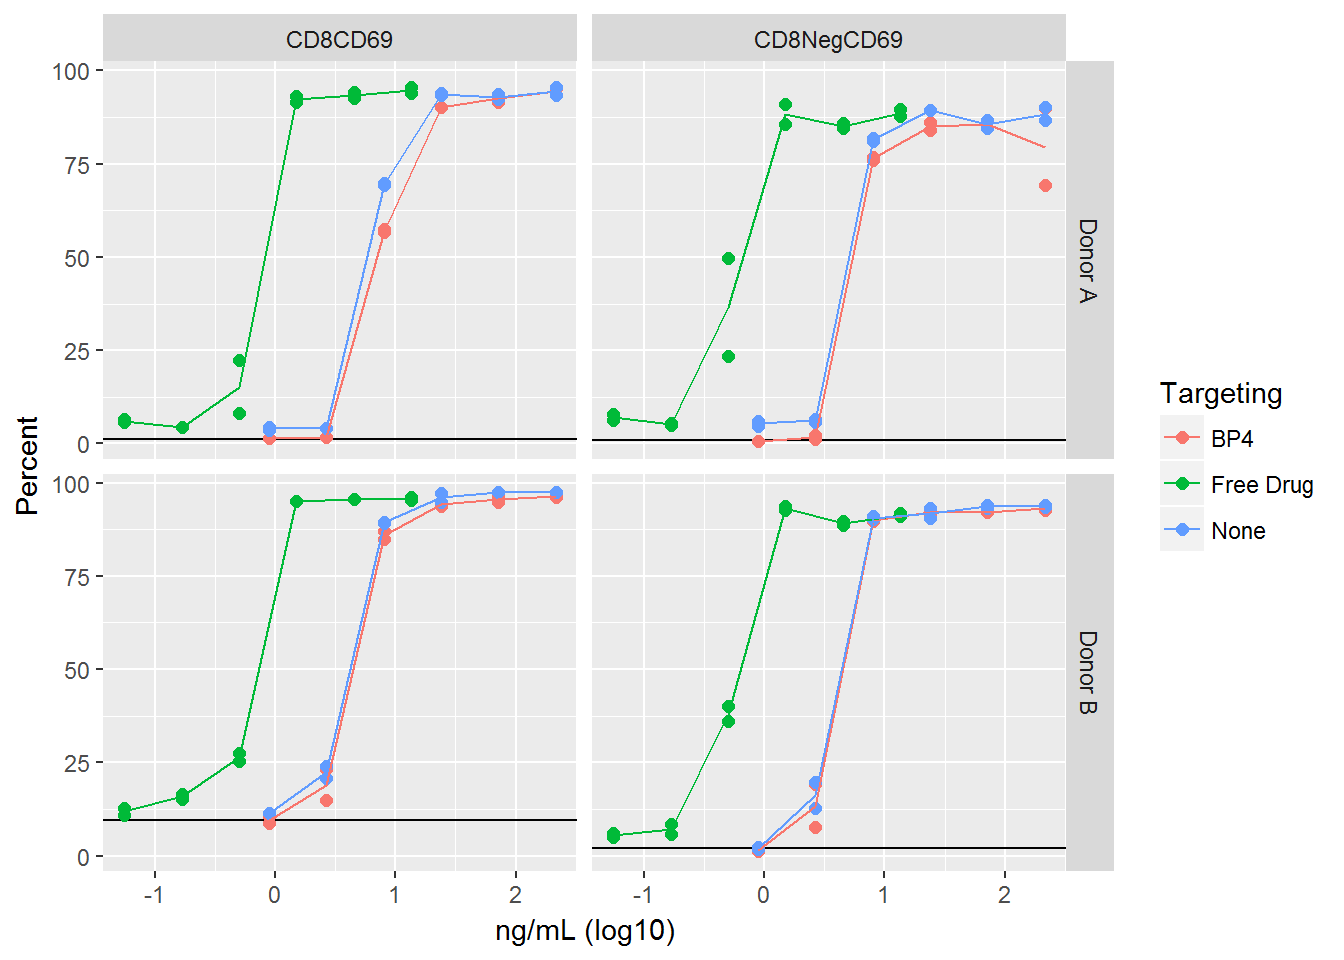 CD8CD69
CD8NegCD69
100
75
50
25
0
Donor A
100
75
50
25
0
Donor B
Percent
-1
0
1
2
-1
0
1
2
ng/mL (log10)
Targeting
BP4
Free Drug
None